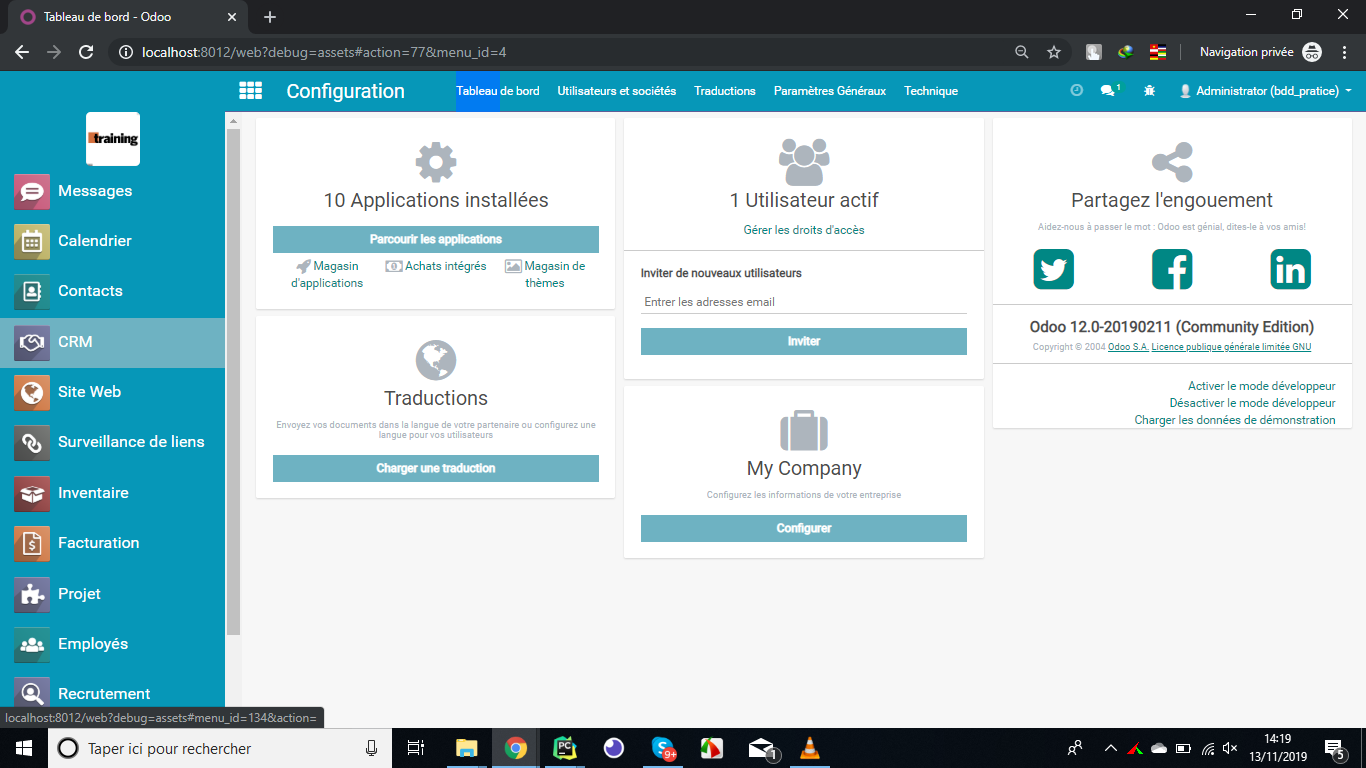 Tableau de bord - Odoo
localhost:8012/web?debug=assets#action=77&menu_id=4
Navigation privée
Configuration
Tableau de bord
Utilisateurs et sociétés
Traductions
Paramètres Généraux
Technique
1
Administrator (bdd_pratice)
training
Messages
Calendrier
Contacts
CRM
Site Web
Surveillance de liens
Inventaire
Facturation
Projet
Employés
Recrutement
10 Applications installées
Parcourir les applications
Magasin
d'applications
Achats intégrés
Magasin de
thèmes
Traductions
Envoyez vos documents dans la langue de votre partenaire ou configurez une
langue pour vos utilisateurs
Charger une traduction
1 Utilisateur actif
Gérer les droits d'accès
Inviter de nouveaux utilisateurs
Entrer les adresses email
Inviter
My Company
Configurez les informations de votre entreprise
Configurer
Partagez l'engouement
Aidez-nous à passer le mot : Odoo est génial, dites-le à vos amis!
Odoo 12.0-20190211 (Community Edition)
Copyright © 2004 Odoo S.A. Licence publique générale limitée GNU
Activer le mode développeur
Désactiver le mode développeur
Charger les données de démonstration
localhost:8012/web?debug=assets#menu_id=134&action=
Taper ici pour rechercher
PC
9+
1
14:19
13/11/2019
5